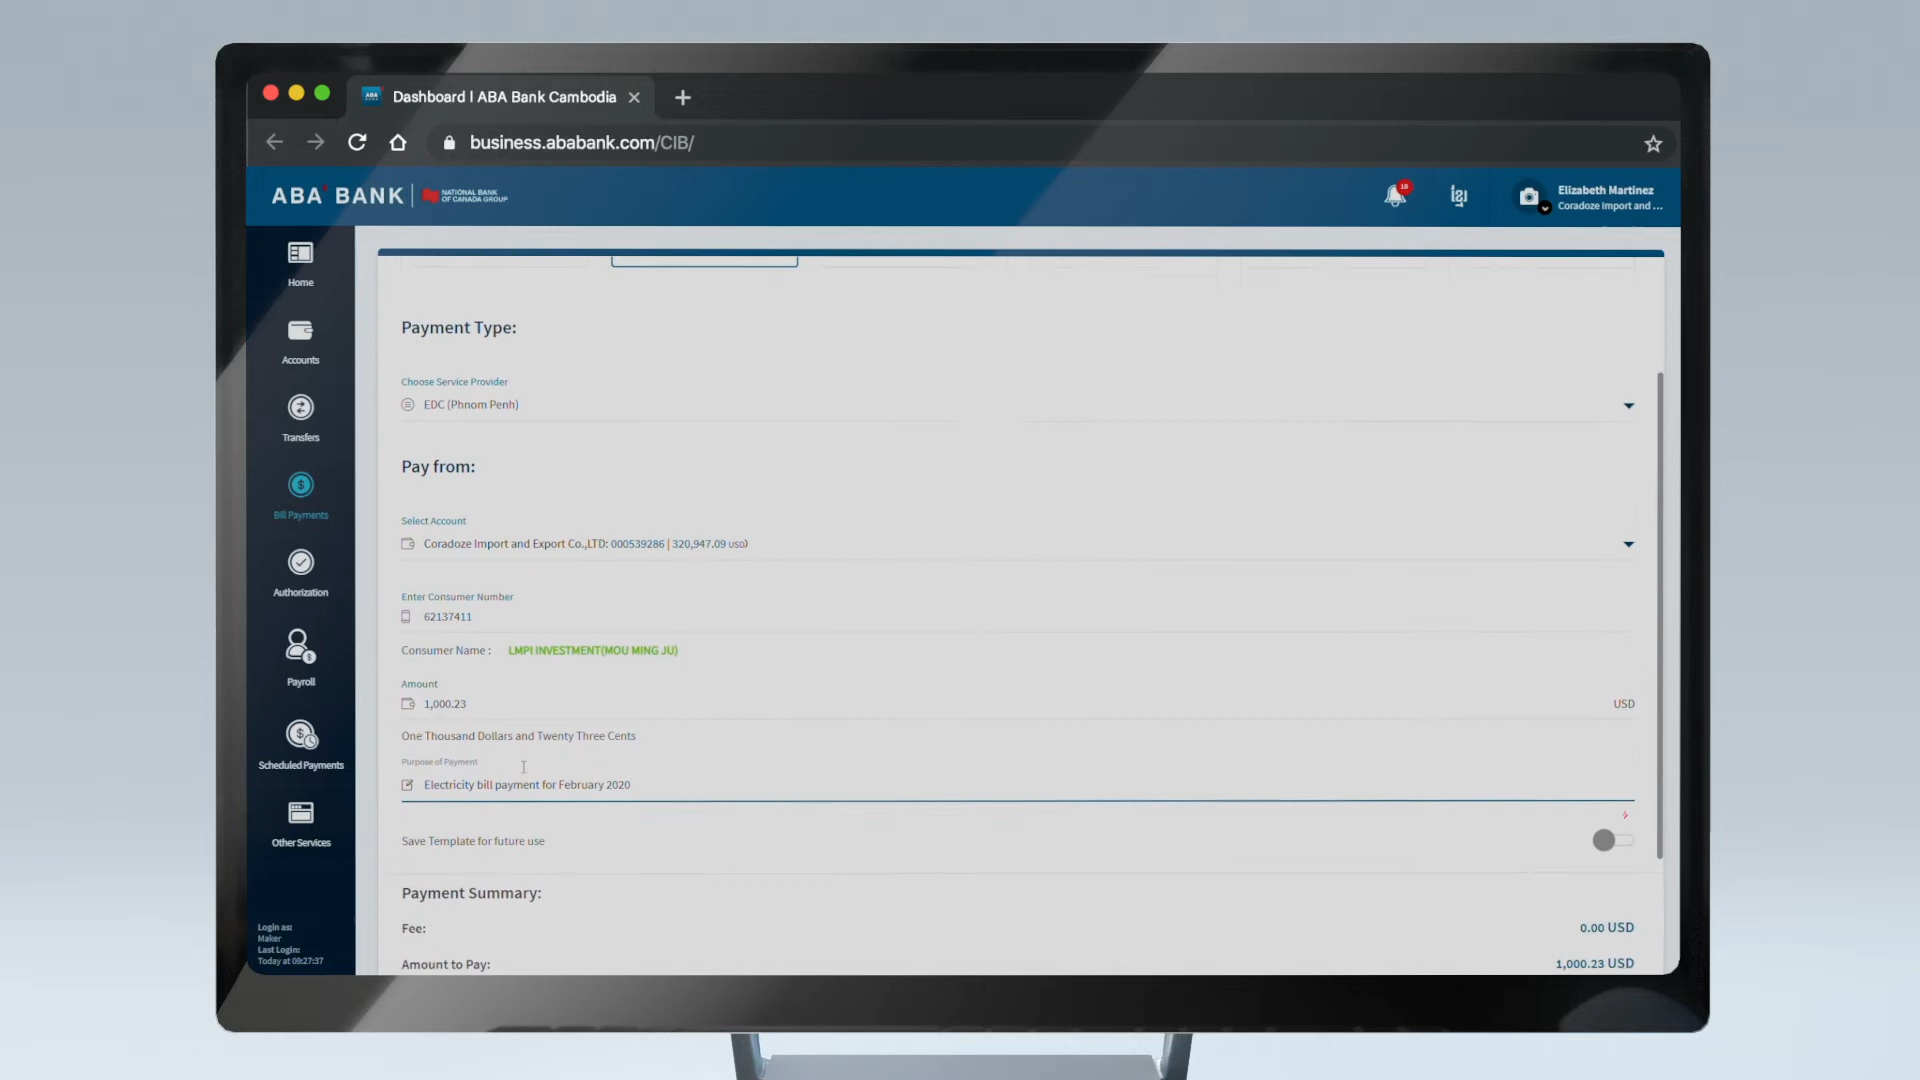 Dashboard | ABA Bank Cambodia
business.ababank.com/CIB/
ABA' BANK | NATIONAL BANK OF CANADA GROUP
19
ខ្មែ
Elizabeth Martinez
Coradoze Import and ...
Home
Accounts
Transfers
Bill Payments
Authorization
Payroll
Scheduled Payments
Other Services
Login as:
Maker
Last Login:
Today at 09:27:37
Payment Type:
Choose Service Provider
EDC (Phnom Penh)
Pay from:
Select Account
Coradoze Import and Export Co.,LTD: 000539286 | 320,947.09 USD)
Enter Consumer Number
62137411
Consumer Name : LMPI INVESTMENT(MOU MING JU)
Amount
1,000.23 USD
One Thousand Dollars and Twenty Three Cents
Purpose of Payment
Electricity bill payment for February 2020
Save Template for future use
Payment Summary:
Fee: 0.00 USD
Amount to Pay: 1,000.23 USD